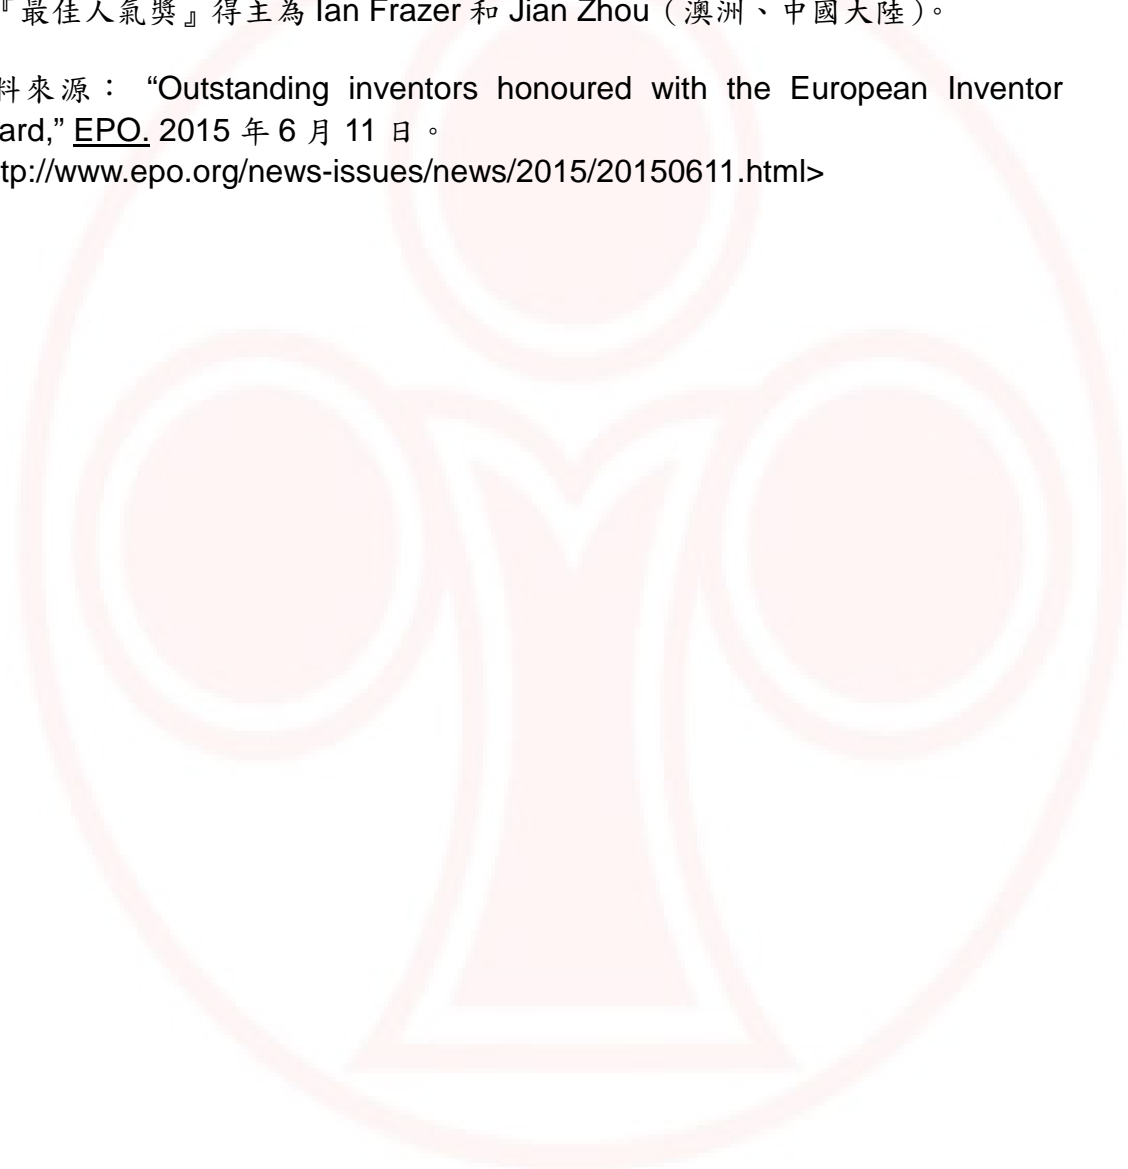 『最佳人氣獎』得主為 Ian Frazer 和 Jian Zhou（澳洲、中國大陸）。
料來源： “Outstanding inventors honoured with the European Inventor
ard,” EPO. 2015 年 6 月 11 日。
tp://www.epo.org/news-issues/news/2015/20150611.html>